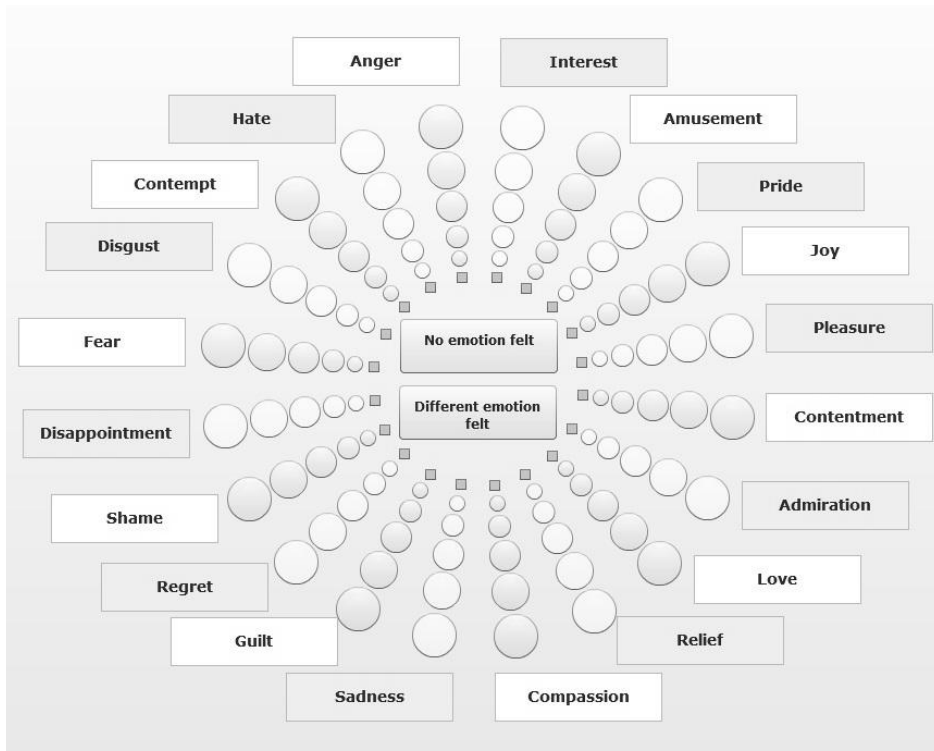 Anger
Interest
Hate
Amusement
Contempt
Pride
Disgust
Joy
Fear
No emotion felt
Pleasure
Different emotion
felt
Disappointment
Contentment
Shame
Admiration
Regret
Love
Guilt
Relief
Sadness
Compassion